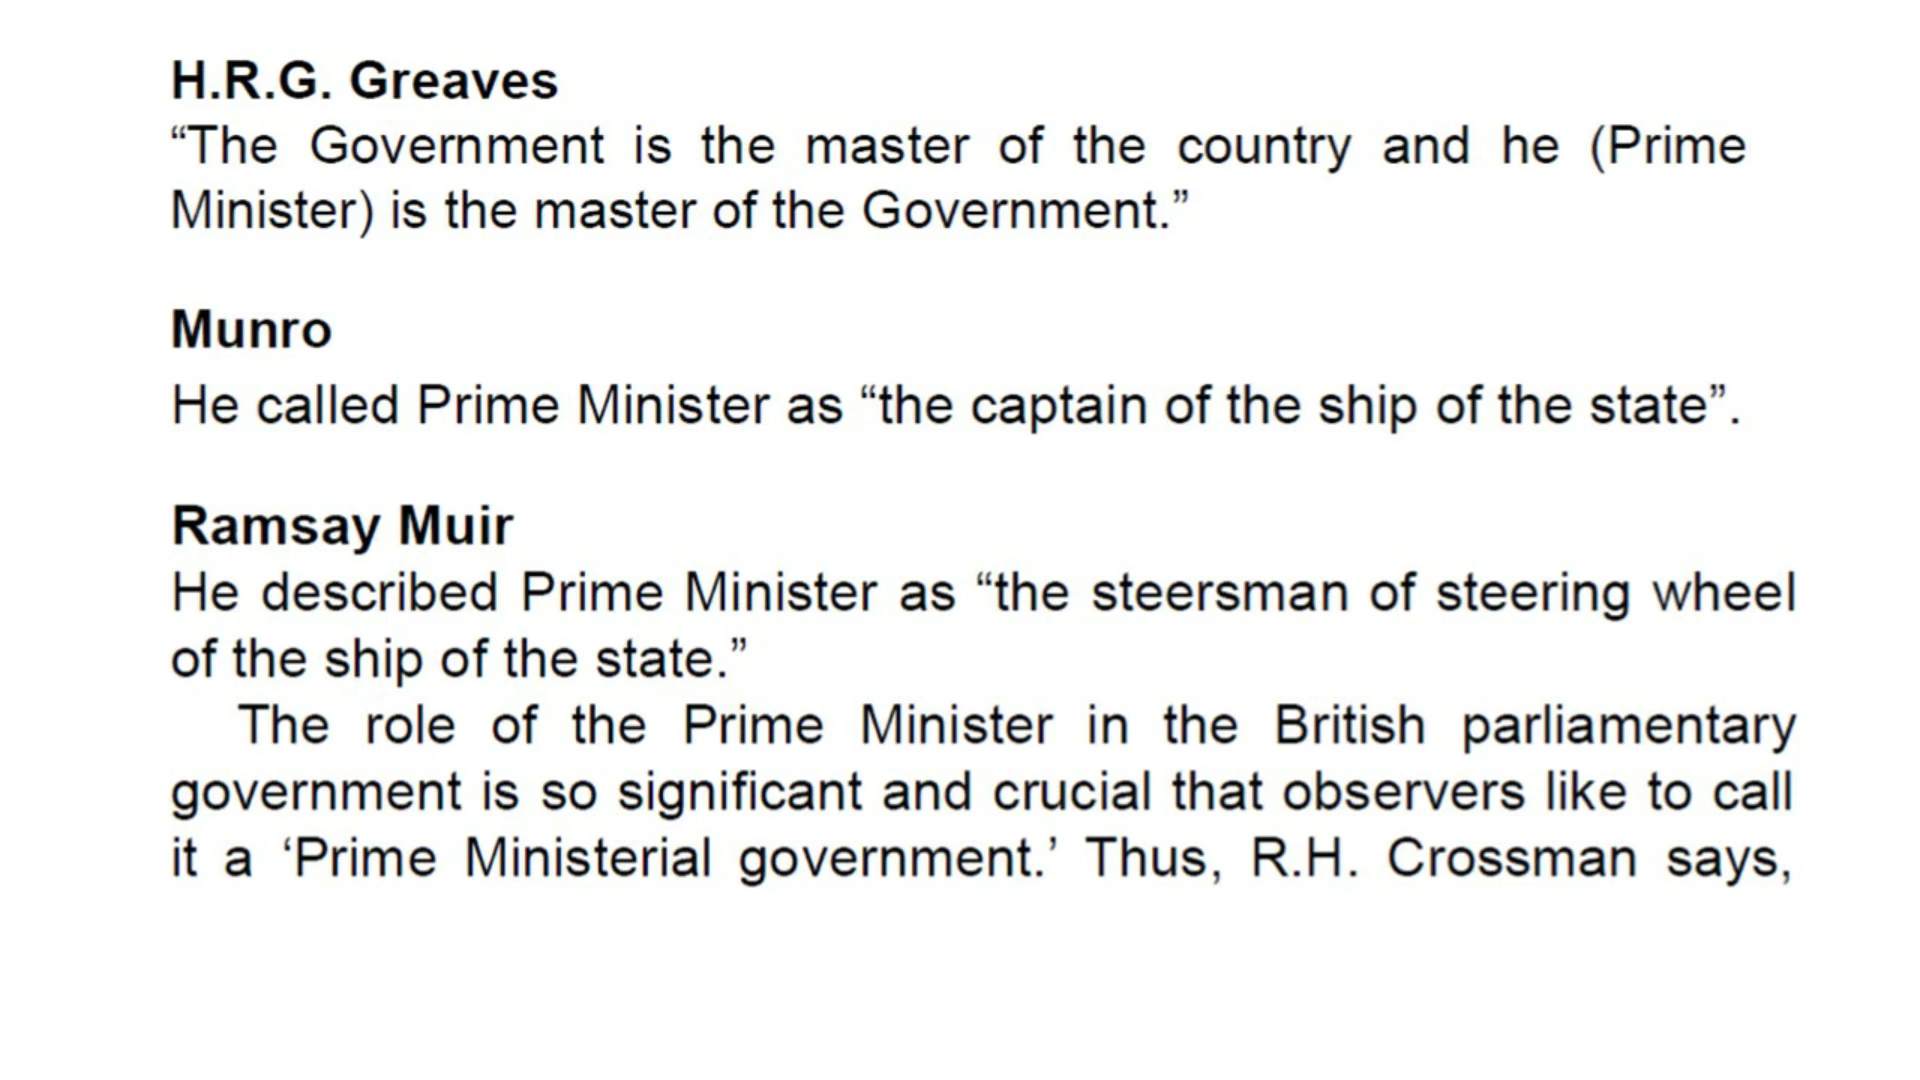 H.R.G. Greaves
“The Government is the master of the country and he (Prime
Minister) is the master of the Government.”
Munro
He called Prime Minister as “the captain of the ship of the state”.
Ramsay Muir
He described Prime Minister as “the steersman of steering wheel
of the ship of the state.”
The role of the Prime Minister in the British parliamentary
government is so significant and crucial that observers like to call
it a ‘Prime Ministerial government.’ Thus, R.H. Crossman says,